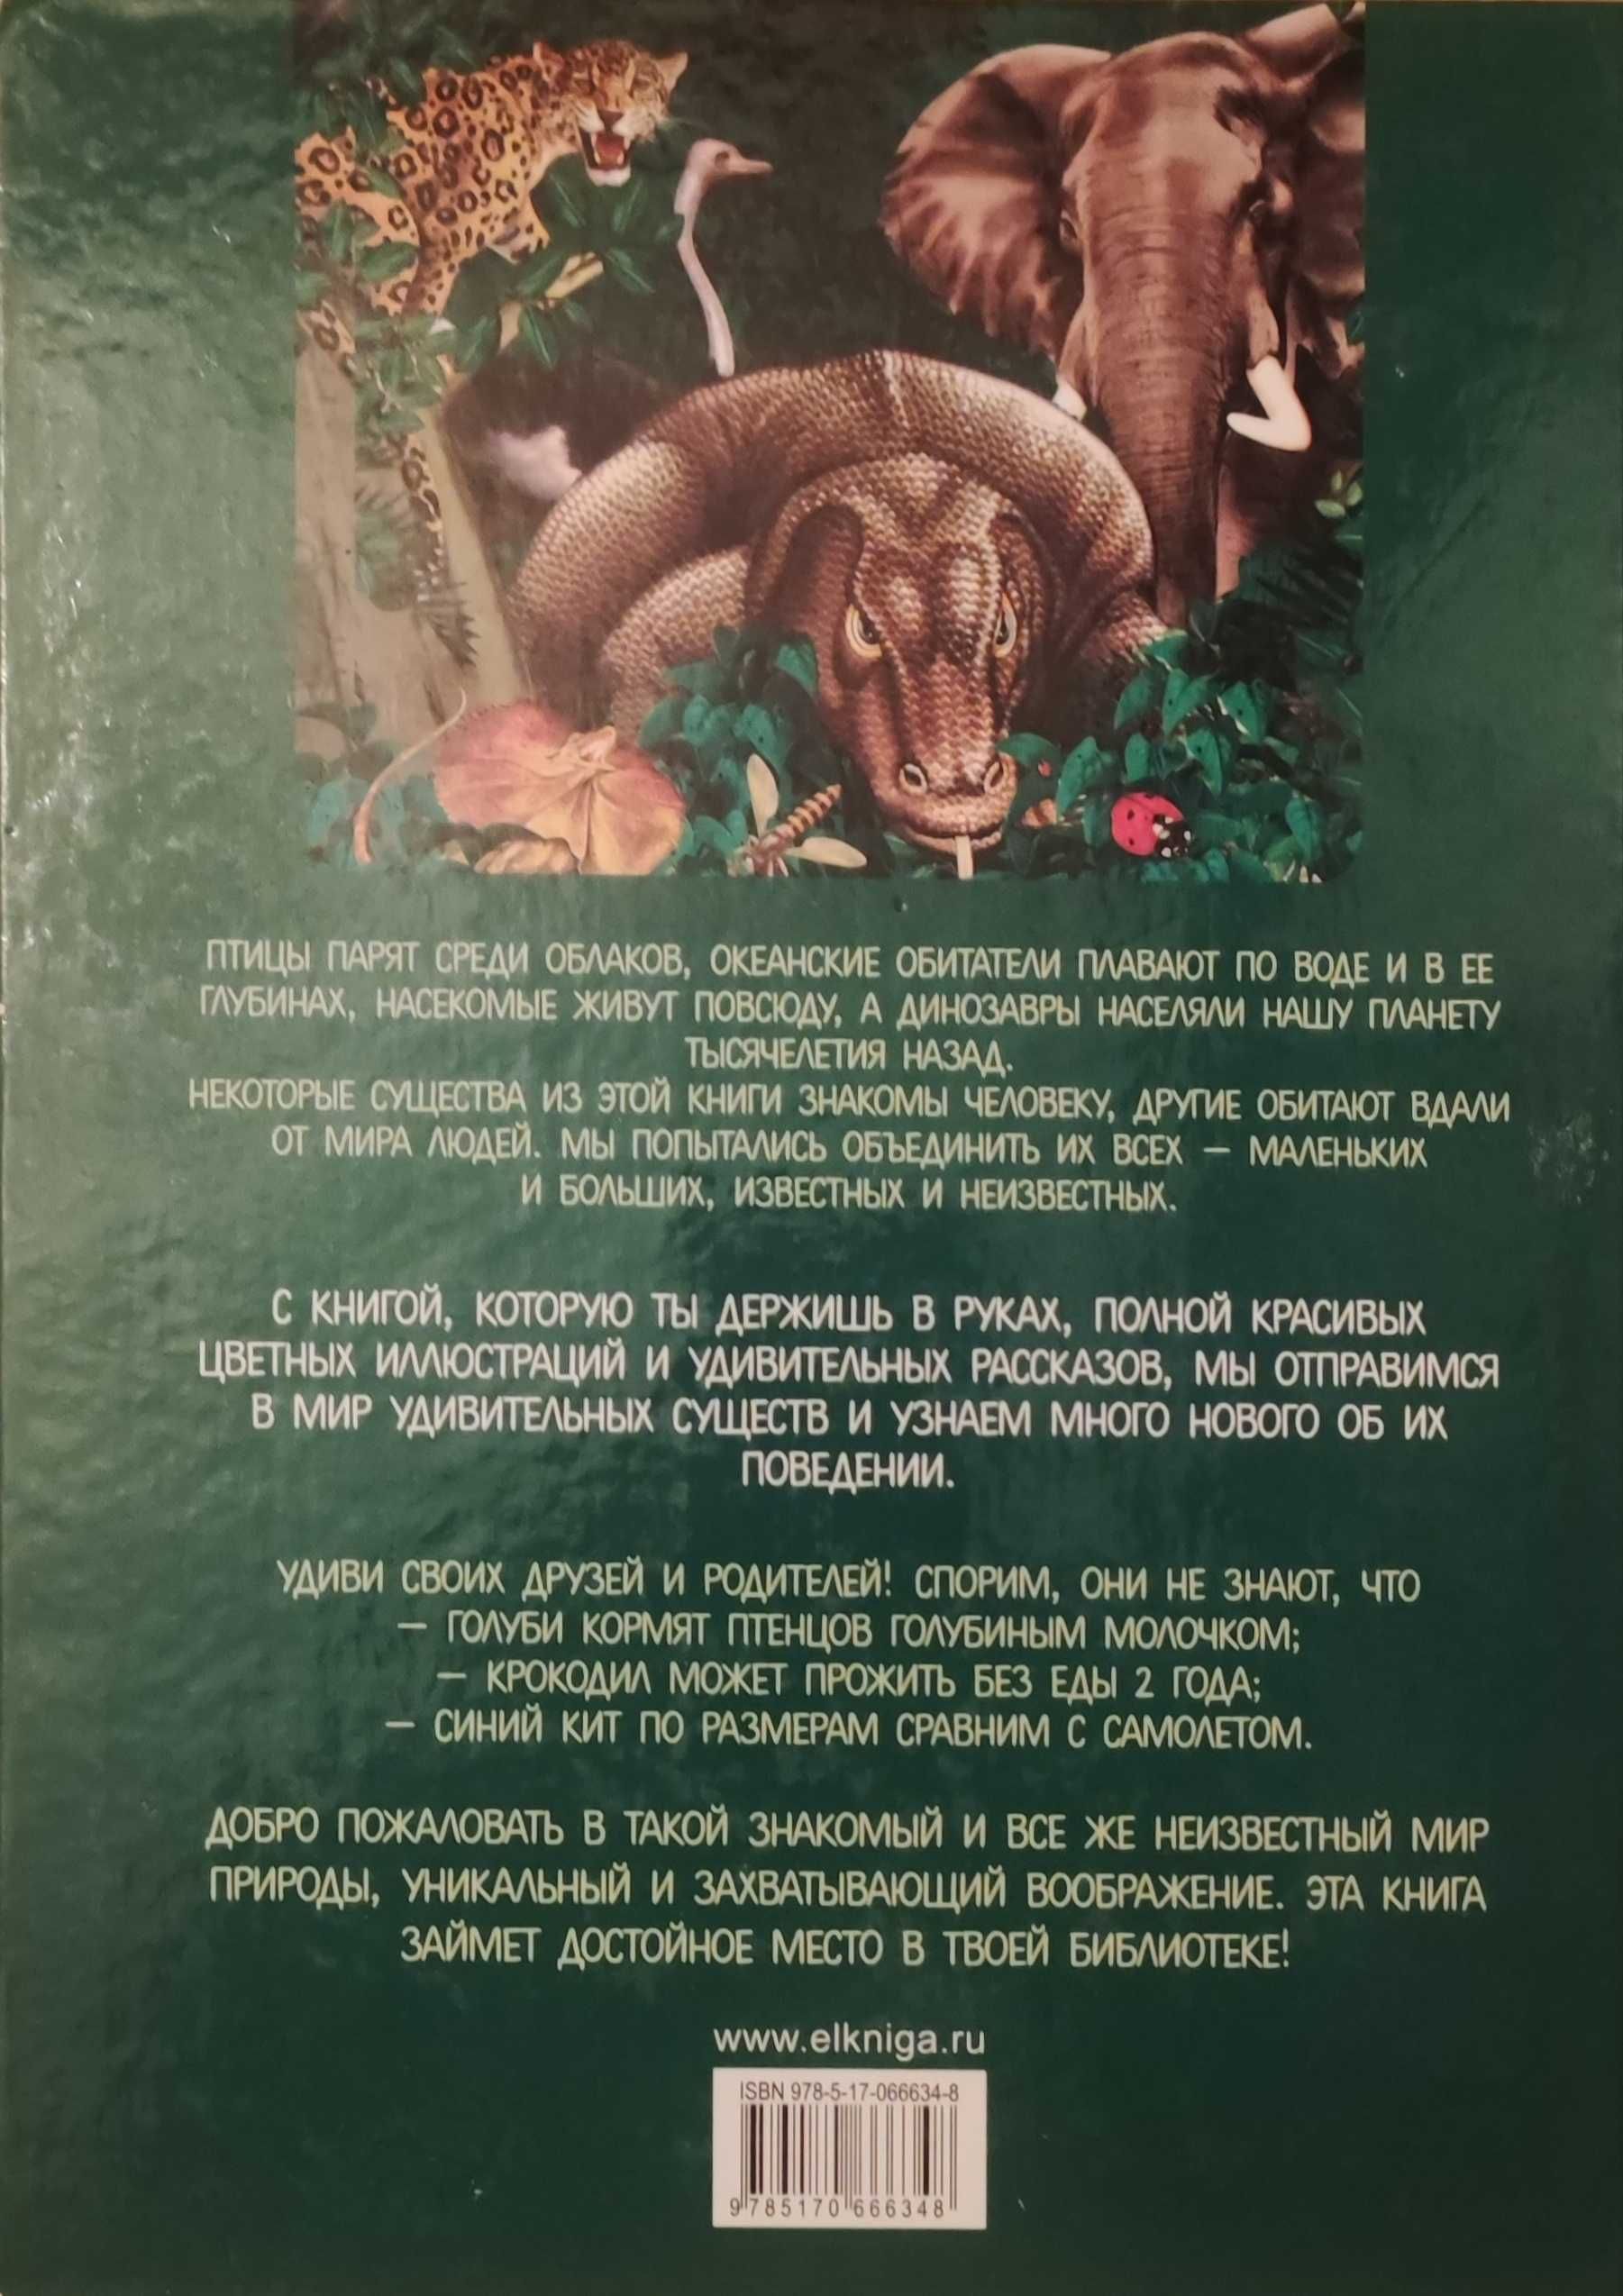 ПТИЦЫ ПАРЯТ СРЕДИ ОБЛАКОВ, ОКЕАНСКИЕ ОБИТАТЕЛИ ПЛАВАЮТ ПО ВОДЕ И В ЕЕ
ГЛУБИНАХ, НАСЕКОМЫЕ ЖИВУТ ПОВСЮДУ, А ДИНОЗАВРЫ НАСЕЛЯЛИ НАШУ ПЛАНЕТУ
ТЫСЯЧЕЛЕТИЯ НАЗАД.
НЕКОТОРЫЕ СУЩЕСТВА ИЗ ЭТОЙ КНИГИ ЗНАКОМЫ ЧЕЛОВЕКУ, ДРУГИЕ ОБИТАЮТ ВДАЛИ
ОТ МИРА ЛЮДЕЙ. МЫ ПОПЫТАЛИСЬ ОБЪЕДИНИТЬ ИХ ВСЕХ — МАЛЕНЬКИХ
И БОЛЬШИХ, ИЗВЕСТНЫХ И НЕИЗВЕСТНЫХ.
С КНИГОЙ, КОТОРУЮ ТЫ ДЕРЖИШЬ В РУКАХ, ПОЛНОЙ КРАСИВЫХ
ЦВЕТНЫХ ИЛЛЮСТРАЦИЙ И УДИВИТЕЛЬНЫХ РАССКАЗОВ, МЫ ОТПРАВИМСЯ
В МИР УДИВИТЕЛЬНЫХ СУЩЕСТВ И УЗНАЕМ МНОГО НОВОГО ОБ ИХ
ПОВЕДЕНИИ.
УДИВИ СВОИХ ДРУЗЕЙ И РОДИТЕЛЕЙ! СПОРИМ, ОНИ НЕ ЗНАЮТ, ЧТО
— ГОЛУБИ КОРМЯТ ПТЕНЦОВ ГОЛУБИНЫМ МОЛОЧКОМ;
— КРОКОДИЛ МОЖЕТ ПРОЖИТЬ БЕЗ ЕДЫ 2 ГОДА;
— СИНИЙ КИТ ПО РАЗМЕРАМ СРАВНИМ С САМОЛЕТОМ.
ДОБРО ПОЖАЛОВАТЬ В ТАКОЙ ЗНАКОМЫЙ И ВСЕ ЖЕ НЕИЗВЕСТНЫЙ МИР
ПРИРОДЫ, УНИКАЛЬНЫЙ И ЗАХВАТЫВАЮЩИЙ ВООБРАЖЕНИЕ. ЭТА КНИГА
ЗАЙМЕТ ДОСТОЙНОЕ МЕСТО В ТВОЕЙ БИБЛИОТЕКЕ!
www.elkniga.ru
ISBN 978-5-17-066634-8
9 785170 666348